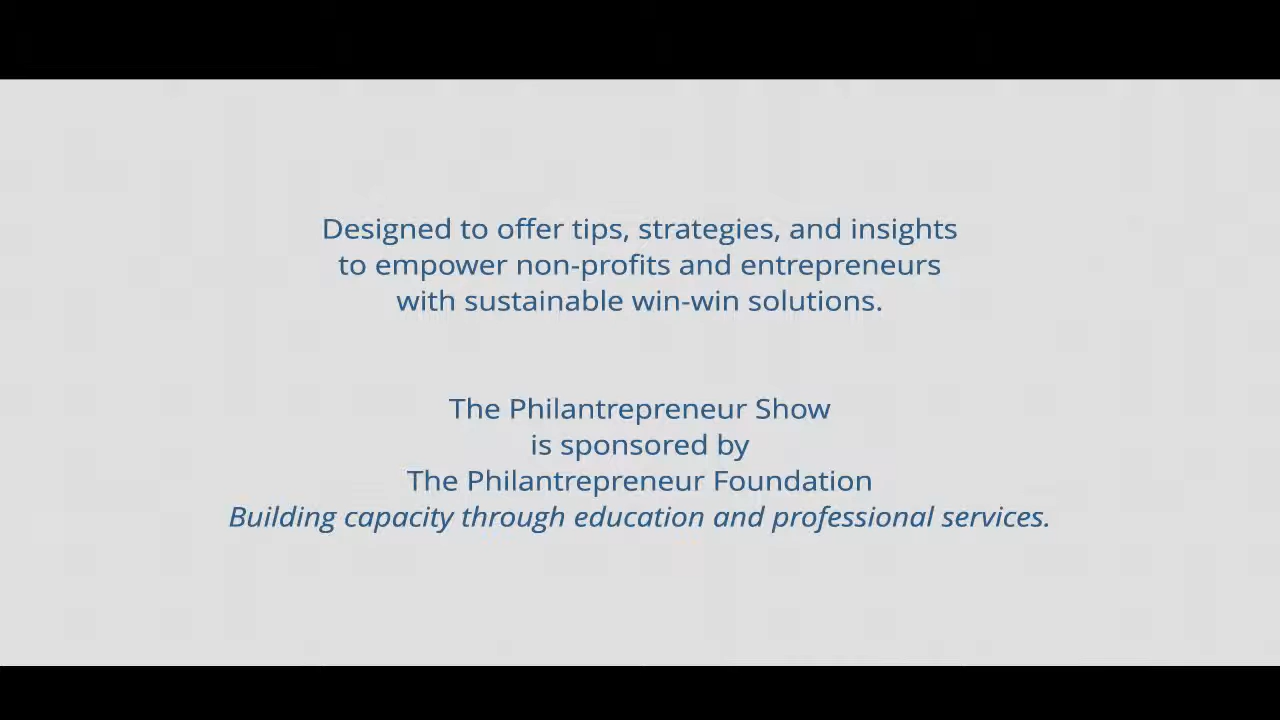 Designed to offer tips, strategies, and insights
to empower non-profits and entrepreneurs
with sustainable win-win solutions.
The Philantrepreneur Show
is sponsored by
The Philantrepreneur Foundation
Building capacity through education and professional services.